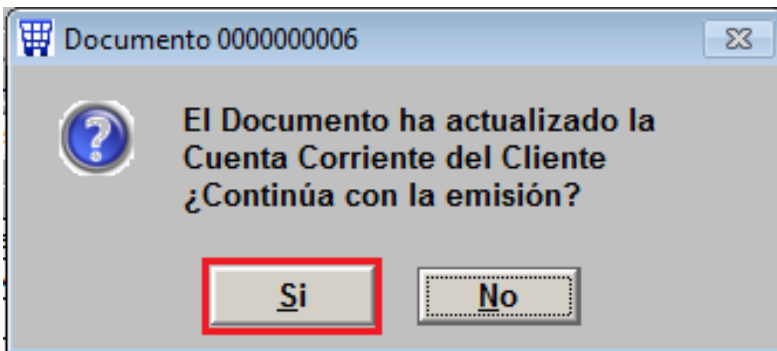 Documento 0000000006
El Documento ha actualizado la
Cuenta Corriente del Cliente
¿Continúa con la emisión?
Si No